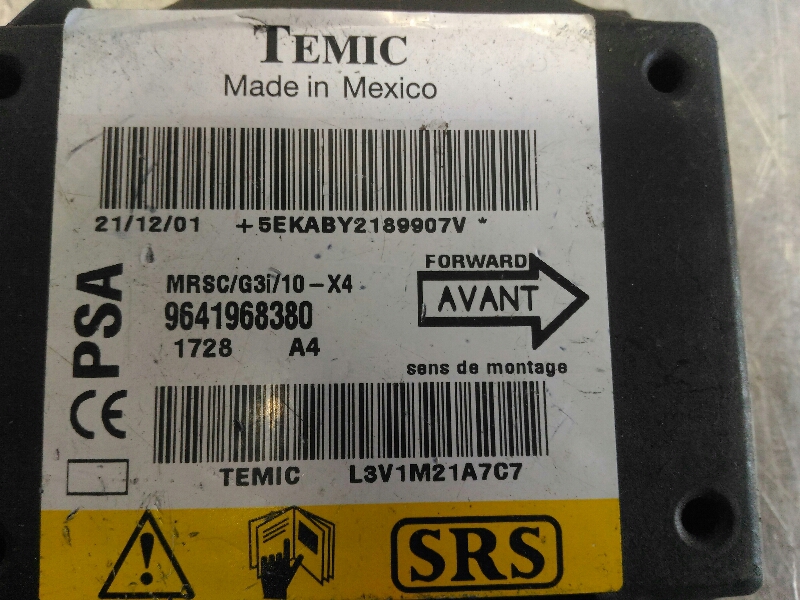 TEMIC
Made in Mexico
21/12/01 +5EKABY2189907V *
PSA
CE
MRSC/G3i/10-X4
9641968380
1728 A4
FORWARD
AVANT
sens de montage
TEMIC L3V1M21A7C7
!
SRS